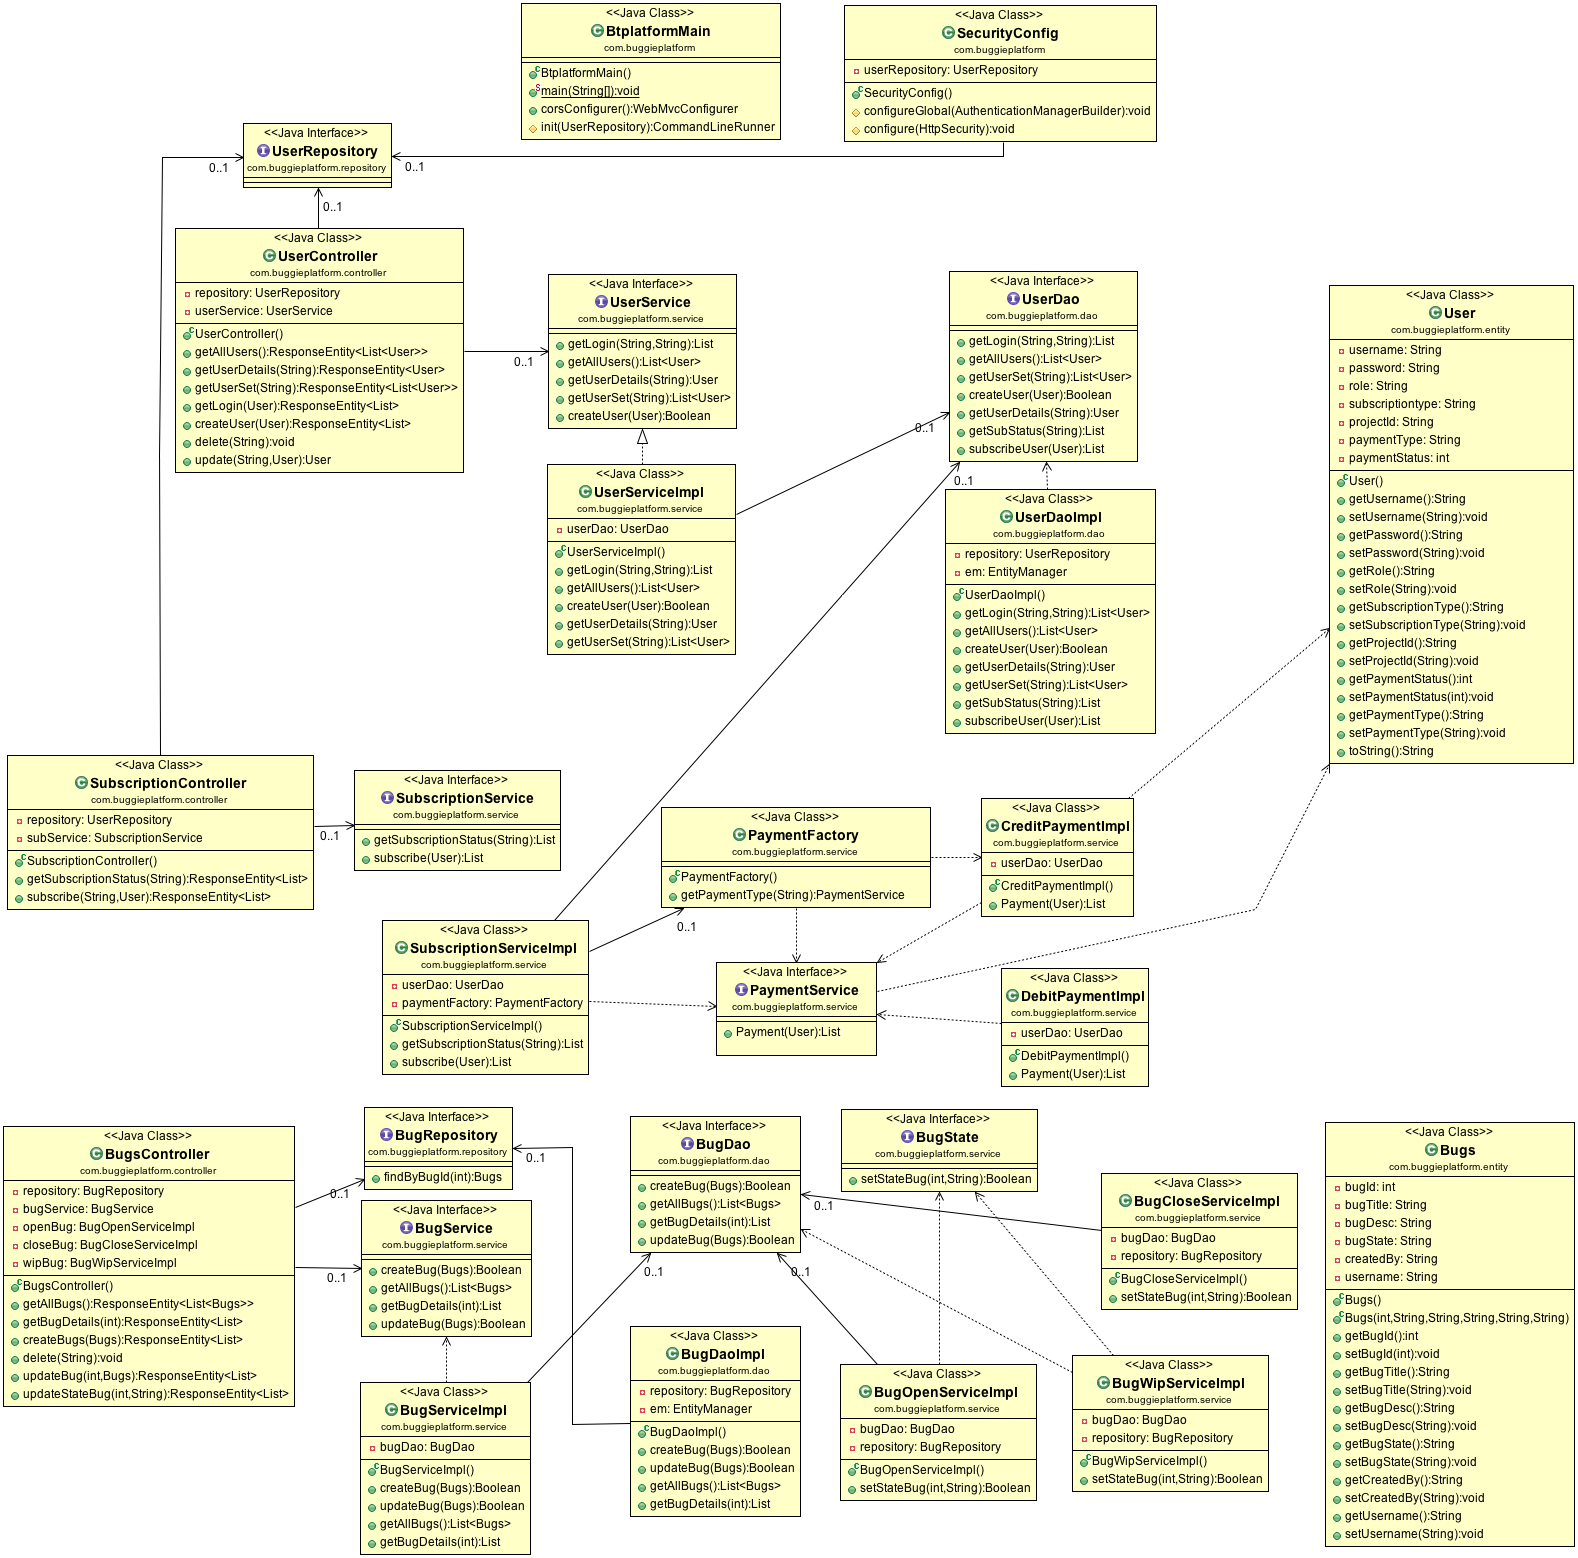 <<Java Class>>
BtplatformMain
com.buggieplatform
BtplatformMain()
main(String[]):void
corsConfigurer():WebMvcConfigurer
init(UserRepository):CommandLineRunner
<<Java Class>>
SecurityConfig
com.buggieplatform
userRepository: UserRepository
SecurityConfig()
configureGlobal(AuthenticationManagerBuilder):void
configure(HttpSecurity):void
<<Java Interface>>
UserRepository
com.buggieplatform.repository
0..1
0..1
0..1
<<Java Class>>
UserController
com.buggieplatform.controller
repository: UserRepository
userService: UserService
UserController()
getAllUsers():ResponseEntity<List<User>>
getUserDetails(String):ResponseEntity<User>
getUserSet(String):ResponseEntity<List<User>>
getLogin(User):ResponseEntity<List>
createUser(User):ResponseEntity<List>
delete(String):void
update(String,User):User
0..1
<<Java Interface>>
UserService
com.buggieplatform.service
getLogin(String,String):List
getAllUsers():List<User>
getUserDetails(String):User
getUserSet(String):List<User>
createUser(User):Boolean
<<Java Interface>>
UserDao
com.buggieplatform.dao
getLogin(String,String):List
getAllUsers():List<User>
getUserSet(String):List<User>
createUser(User):Boolean
getUserDetails(String):User
getSubStatus(String):List
subscribeUser(User):List
0..1
0..1
<<Java Class>>
User
com.buggieplatform.entity
username: String
password: String
role: String
subscriptiontype: String
projectId: String
paymentType: String
paymentStatus: int
User()
getUsername():String
setUsername(String):void
getPassword():String
setPassword(String):void
getRole():String
setRole(String):void
getSubscriptionType():String
setSubscriptionType(String):void
getProjectId():String
setProjectId(String):void
getPaymentStatus():int
setPaymentStatus(int):void
getPaymentType():String
setPaymentType(String):void
toString():String
<<Java Class>>
UserServiceImpl
com.buggieplatform.service
userDao: UserDao
UserServiceImpl()
getLogin(String,String):List
getAllUsers():List<User>
createUser(User):Boolean
getUserDetails(String):User
getUserSet(String):List<User>
<<Java Class>>
UserDaoImpl
com.buggieplatform.dao
repository: UserRepository
em: EntityManager
UserDaoImpl()
getLogin(String,String):List<User>
getAllUsers():List<User>
createUser(User):Boolean
getUserDetails(String):User
getUserSet(String):List<User>
getSubStatus(String):List
subscribeUser(User):List
<<Java Class>>
SubscriptionController
com.buggieplatform.controller
repository: UserRepository
subService: SubscriptionService
SubscriptionController()
getSubscriptionStatus(String):ResponseEntity<List>
subscribe(String,User):ResponseEntity<List>
0..1
<<Java Interface>>
SubscriptionService
com.buggieplatform.service
getSubscriptionStatus(String):List
subscribe(User):List
<<Java Class>>
PaymentFactory
com.buggieplatform.service
PaymentFactory()
getPaymentType(String):PaymentService
0..1
<<Java Class>>
CreditPaymentImpl
com.buggieplatform.service
userDao: UserDao
CreditPaymentImpl()
Payment(User):List
<<Java Class>>
SubscriptionServiceImpl
com.buggieplatform.service
userDao: UserDao
paymentFactory: PaymentFactory
SubscriptionServiceImpl()
getSubscriptionStatus(String):List
subscribe(User):List
<<Java Interface>>
PaymentService
com.buggieplatform.service
Payment(User):List
<<Java Class>>
DebitPaymentImpl
com.buggieplatform.service
userDao: UserDao
DebitPaymentImpl()
Payment(User):List
<<Java Class>>
BugsController
com.buggieplatform.controller
repository: BugRepository
bugService: BugService
openBug: BugOpenServiceImpl
closeBug: BugCloseServiceImpl
wipBug: BugWipServiceImpl
BugsController()
getAllBugs():ResponseEntity<List<Bugs>>
getBugDetails(int):ResponseEntity<List>
createBugs(Bugs):ResponseEntity<List>
delete(String):void
updateBug(int,Bugs):ResponseEntity<List>
updateStateBug(int,String):ResponseEntity<List>
0..1
0..1
<<Java Interface>>
BugRepository
com.buggieplatform.repository
findByBugId(int):Bugs
0..1
<<Java Interface>>
BugService
com.buggieplatform.service
createBug(Bugs):Boolean
getAllBugs():List<Bugs>
getBugDetails(int):List
updateBug(Bugs):Boolean
<<Java Interface>>
BugDao
com.buggieplatform.dao
createBug(Bugs):Boolean
getAllBugs():List<Bugs>
getBugDetails(int):List
updateBug(Bugs):Boolean
0..1
0..1
0..1
<<Java Interface>>
BugState
com.buggieplatform.service
setStateBug(int,String):Boolean
<<Java Class>>
BugCloseServiceImpl
com.buggieplatform.service
bugDao: BugDao
repository: BugRepository
BugCloseServiceImpl()
setStateBug(int,String):Boolean
<<Java Class>>
Bugs
com.buggieplatform.entity
bugId: int
bugTitle: String
bugDesc: String
bugState: String
createdBy: String
username: String
Bugs()
Bugs(int,String,String,String,String,String)
getBugId():int
setBugId(int):void
getBugTitle():String
setBugTitle(String):void
getBugDesc():String
setBugDesc(String):void
getBugState():String
setBugState(String):void
getCreatedBy():String
setCreatedBy(String):void
getUsername():String
setUsername(String):void
<<Java Class>>
BugServiceImpl
com.buggieplatform.service
bugDao: BugDao
BugServiceImpl()
createBug(Bugs):Boolean
updateBug(Bugs):Boolean
getAllBugs():List<Bugs>
getBugDetails(int):List
<<Java Class>>
BugDaoImpl
com.buggieplatform.dao
repository: BugRepository
em: EntityManager
BugDaoImpl()
createBug(Bugs):Boolean
updateBug(Bugs):Boolean
getAllBugs():List<Bugs>
getBugDetails(int):List
<<Java Class>>
BugOpenServiceImpl
com.buggieplatform.service
bugDao: BugDao
repository: BugRepository
BugOpenServiceImpl()
setStateBug(int,String):Boolean
<<Java Class>>
BugWipServiceImpl
com.buggieplatform.service
bugDao: BugDao
repository: BugRepository
BugWipServiceImpl()
setStateBug(int,String):Boolean